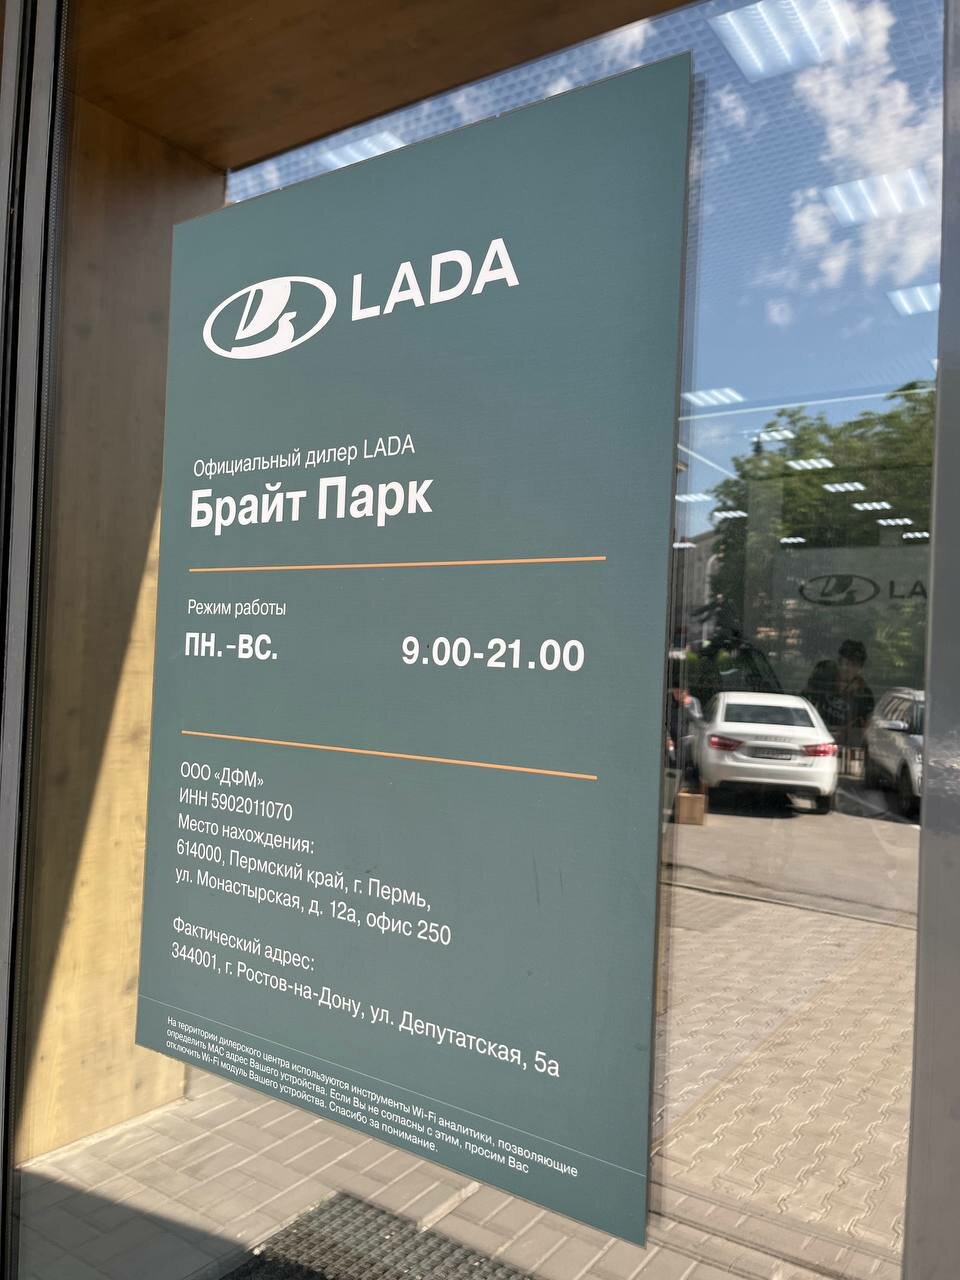 LADA
Официальный дилер LADA
Брайт Парк
Режим работы
ПН.-ВС. 9.00-21.00
ООО «ДФМ»
ИНН 5902011070
Место нахождения:
614000, Пермский край, г. Пермь,
ул. Монастырская, д. 12а, офис 250
Фактический адрес:
344001, г. Ростов-на-Дону, ул. Депутатская, 5а
На территории дилерского центра используются инструменты Wi-Fi аналитики, позволяющие
определить MAC адрес Вашего устройства. Если Вы не согласны с этим, просим Вас
отключить Wi-Fi модуль Вашего устройства. Спасибо за понимание.
LA